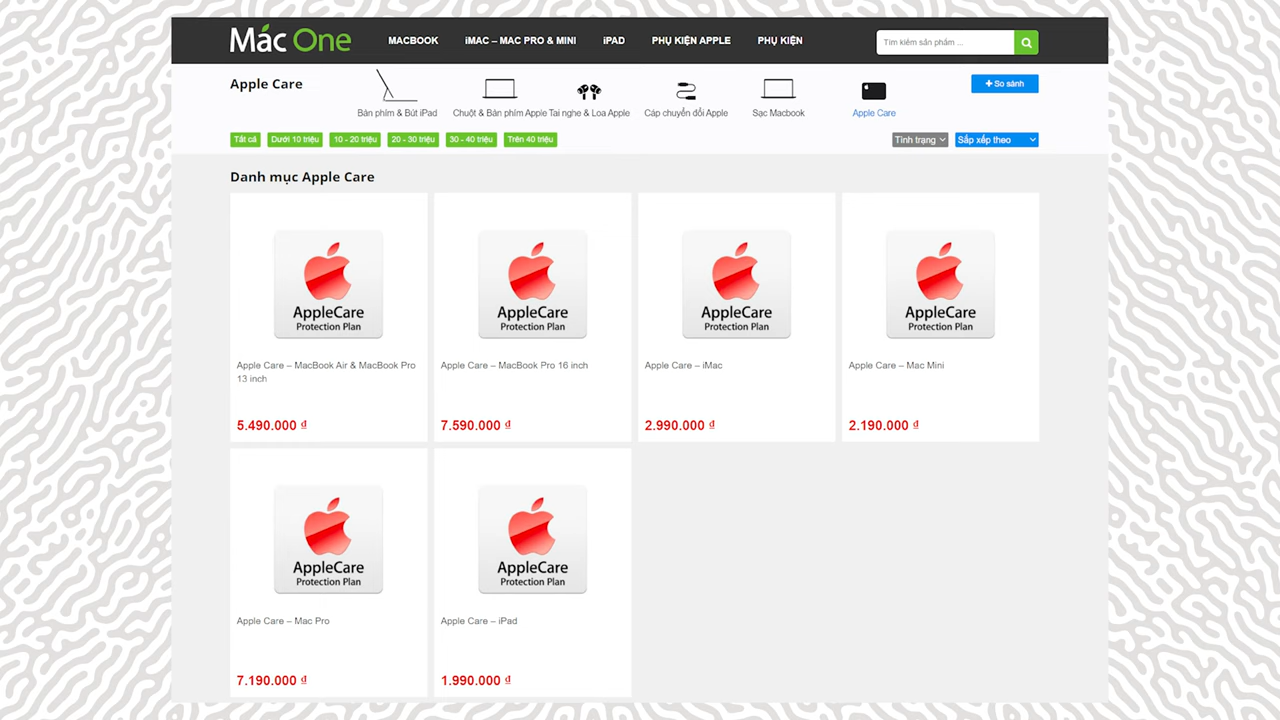 Mác One
MACBOOK
iMAC – MAC PRO & MINI
iPAD
PHỤ KIỆN APPLE
PHỤ KIỆN
Tìm kiếm sản phẩm ...
Apple Care
Bàn phím & Bút iPad
Chuột & Bàn phím Apple
Tai nghe & Loa Apple
Cáp chuyển đổi Apple
Sạc Macbook
Apple Care
+ So sánh
Tất cả
Dưới 10 triệu
10 - 20 triệu
20 - 30 triệu
30 - 40 triệu
Trên 40 triệu
Tình trạng
Sắp xếp theo
Danh mục Apple Care
AppleCare
Protection Plan
Apple Care – MacBook Air & MacBook Pro
13 inch
5.490.000 ₫
AppleCare
Protection Plan
Apple Care – MacBook Pro 16 inch
7.590.000 ₫
AppleCare
Protection Plan
Apple Care – iMac
2.990.000 ₫
AppleCare
Protection Plan
Apple Care – Mac Mini
2.190.000 ₫
AppleCare
Protection Plan
Apple Care – Mac Pro
7.190.000 ₫
AppleCare
Protection Plan
Apple Care – iPad
1.990.000 ₫